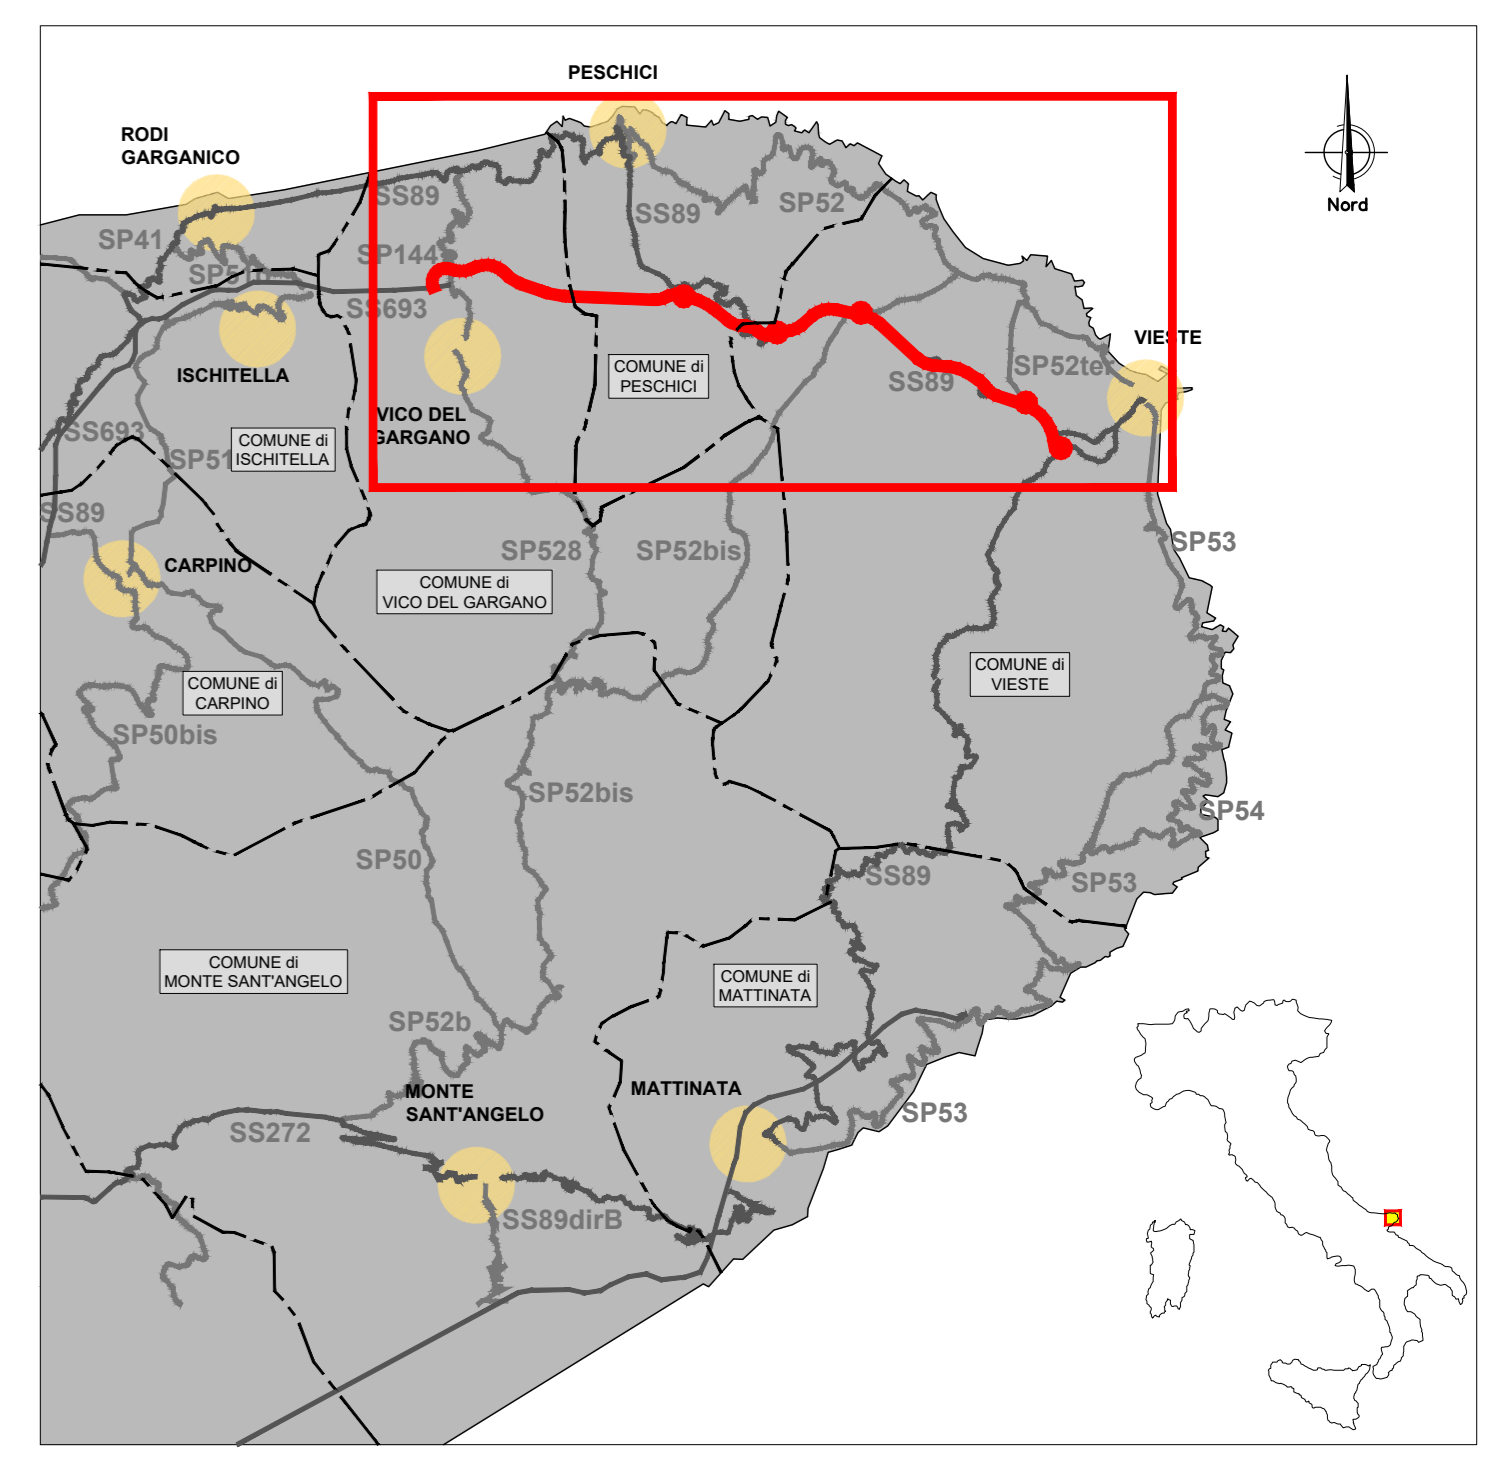 PESCHICI
RODI
GARGANICO
Nord
SS89
SS89
SP52
SP41
SP144
SS693
VIESTE
SP52ter
ISCHITELLA
COMUNE di
PESCHICI
SS89
VICO DEL
GARGANO
SS693
COMUNE di
ISCHITELLA
SP51
SS89
SP528
SP52bis
SP53
CARPINO
COMUNE di
VICO DEL GARGANO
COMUNE di
VIESTE
COMUNE di
CARPINO
SP50bis
SP52bis
SP54
SP50
SS89
SP53
COMUNE di
MONTE SANT'ANGELO
COMUNE di
MATTINATA
SP52b
MONTE
SANT'ANGELO
MATTINATA
SP53
SS272
SS89dirB